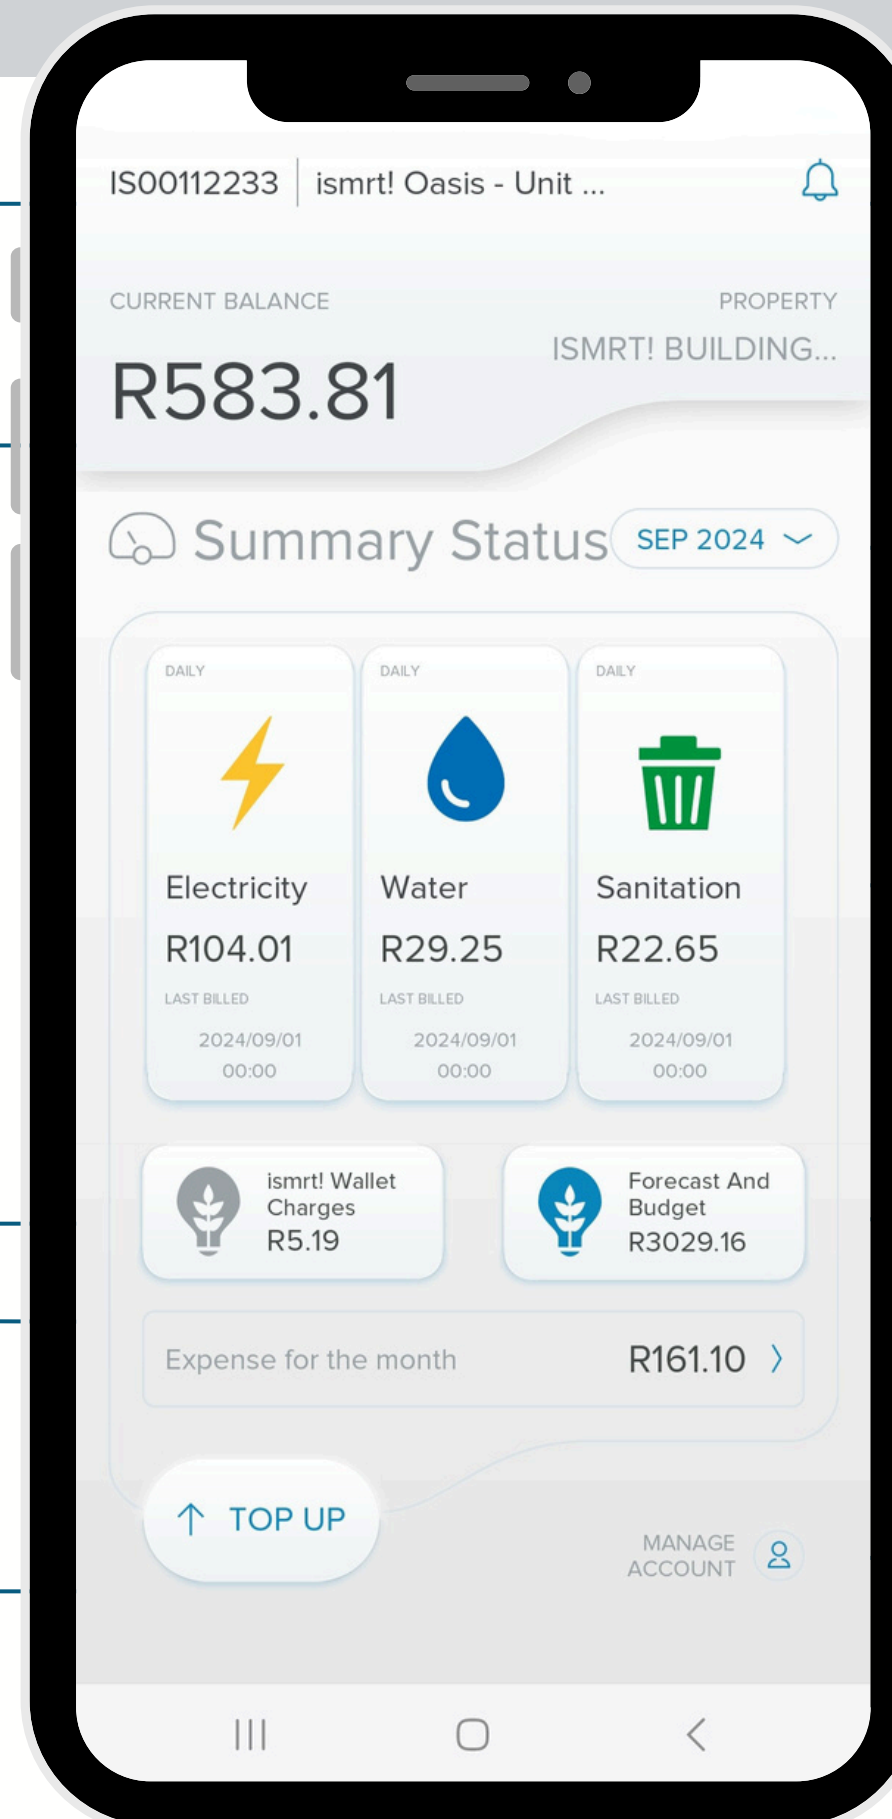 IS00112233 ismrt! Oasis - Unit ...
CURRENT BALANCE
PROPERTY
ISMRT! BUILDING...
R583.81
Summary Status
SEP 2024
DAILY
Electricity
R104.01
LAST BILLED
2024/09/01
00:00
DAILY
Water
R29.25
LAST BILLED
2024/09/01
00:00
DAILY
Sanitation
R22.65
LAST BILLED
2024/09/01
00:00
ismrt! Wallet
Charges
R5.19
Forecast And
Budget
R3029.16
Expense for the month R161.10
TOP UP
MANAGE
ACCOUNT